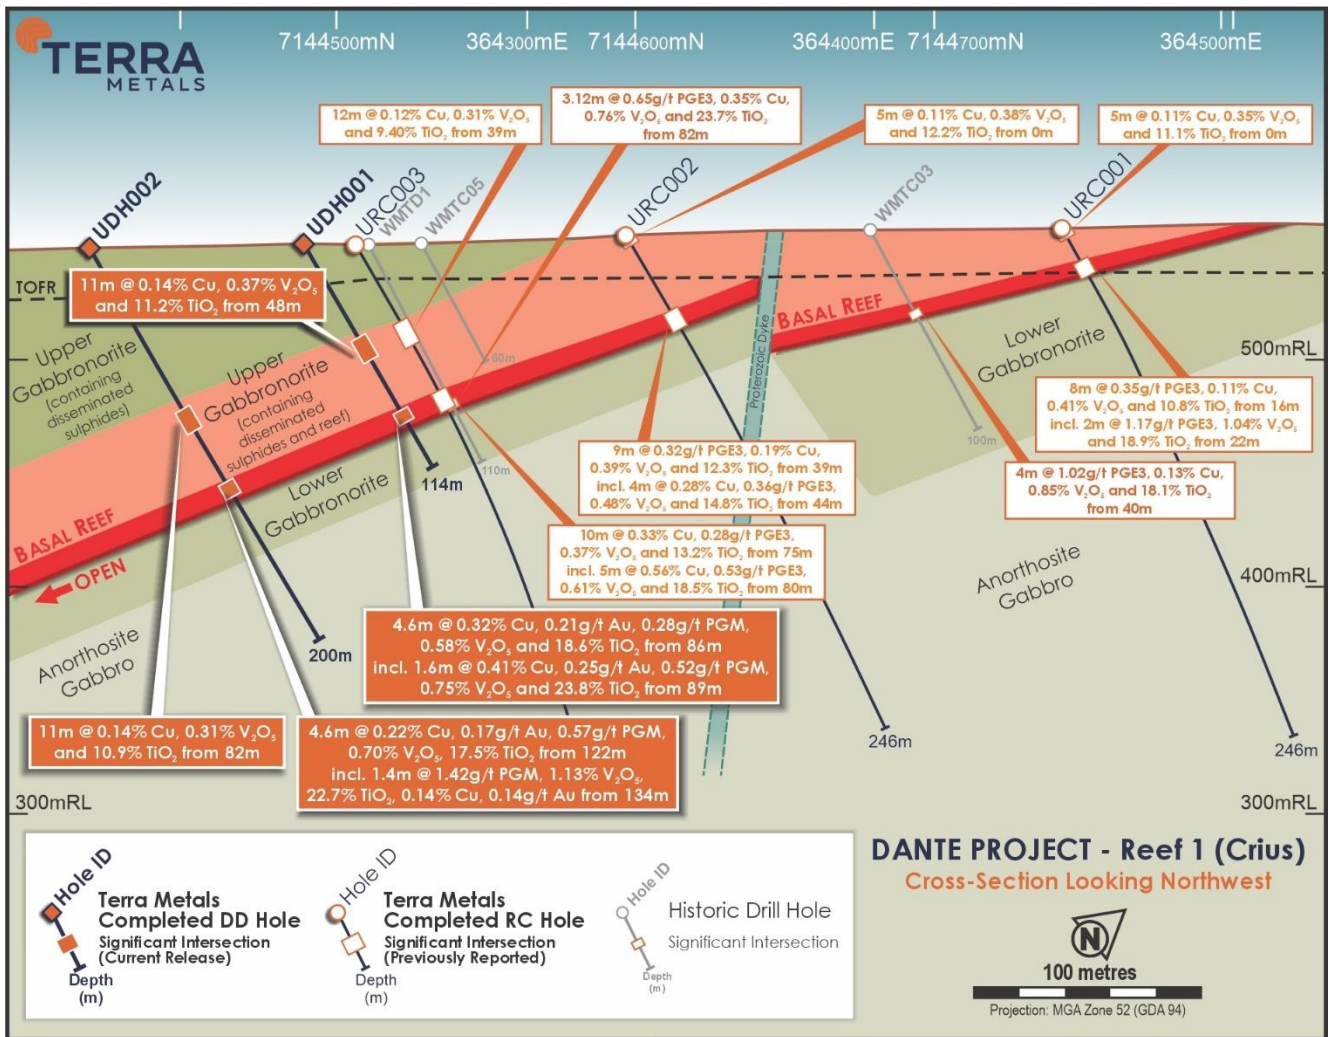 TERRA
METALS
7144500mN
364300mE
7144600mN
364400mE
7144700mN
364500mE
12m @ 0.12% Cu, 0.31% V₂O₅
and 9.40% TiO₂ from 39m
3.12m @ 0.65g/t PGE3, 0.35% Cu,
0.76% V₂O₅ and 23.7% TiO₂
from 82m
5m @ 0.11% Cu, 0.38% V₂O₅
and 12.2% TiO₂ from 0m
5m @ 0.11% Cu, 0.35% V₂O₅
and 11.1% TiO₂ from 0m
UDH002
UDH001
URC003
WMTD1
WMTC05
URC002
WMTC03
URC001
TOFR
11m @ 0.14% Cu, 0.37% V₂O₅
and 11.2% TiO₂ from 48m
Upper
Gabbronorite
(containing
disseminated
sulphides)
Upper
Gabbronorite
(containing
disseminated
sulphides and reef)
Lower
Gabbronorite
60m
110m
114m
Proterozoic Dyke
BASAL REEF
100m
Lower
Gabbronorite
500mRL
8m @ 0.35g/t PGE3, 0.11% Cu,
0.41% V₂O₅ and 10.8% TiO₂ from 16m
incl. 2m @ 1.17g/t PGE3, 1.04% V₂O₅
and 18.9% TiO₂ from 22m
9m @ 0.32g/t PGE3, 0.19% Cu,
0.39% V₂O₅ and 12.3% TiO₂ from 39m
incl. 4m @ 0.28% Cu, 0.36g/t PGE3,
0.48% V₂O₅ and 14.8% TiO₂ from 44m
4m @ 1.02g/t PGE3, 0.13% Cu,
0.85% V₂O₅ and 18.1% TiO₂
from 40m
BASAL REEF
OPEN
10m @ 0.33% Cu, 0.28g/t PGE3,
0.37% V₂O₅ and 13.2% TiO₂ from 75m
incl. 5m @ 0.56% Cu, 0.53g/t PGE3,
0.61% V₂O₅ and 18.5% TiO₂ from 80m
Anorthosite
Gabbro
400mRL
4.6m @ 0.32% Cu, 0.21g/t Au, 0.28g/t PGM,
0.58% V₂O₅ and 18.6% TiO₂ from 86m
incl. 1.6m @ 0.41% Cu, 0.25g/t Au, 0.52g/t PGM,
0.75% V₂O₅ and 23.8% TiO₂ from 89m
200m
Anorthosite
Gabbro
11m @ 0.14% Cu, 0.31% V₂O₅
and 10.9% TiO₂ from 82m
4.6m @ 0.22% Cu, 0.17g/t Au, 0.57g/t PGM,
0.70% V₂O₅, 17.5% TiO₂ from 122m
incl. 1.4m @ 1.42g/t PGM, 1.13% V₂O₅,
22.7% TiO₂, 0.14% Cu, 0.14g/t Au from 134m
246m
246m
300mRL
300mRL
Hole ID
Depth
(m)
Terra Metals
Completed DD Hole
Significant Intersection
(Current Release)
Hole ID
Depth
(m)
Terra Metals
Completed RC Hole
Significant Intersection
(Previously Reported)
Hole ID
Depth
(m)
Historic Drill Hole
Significant Intersection
DANTE PROJECT - Reef 1 (Crius)
Cross-Section Looking Northwest
N
100 metres
Projection: MGA Zone 52 (GDA 94)